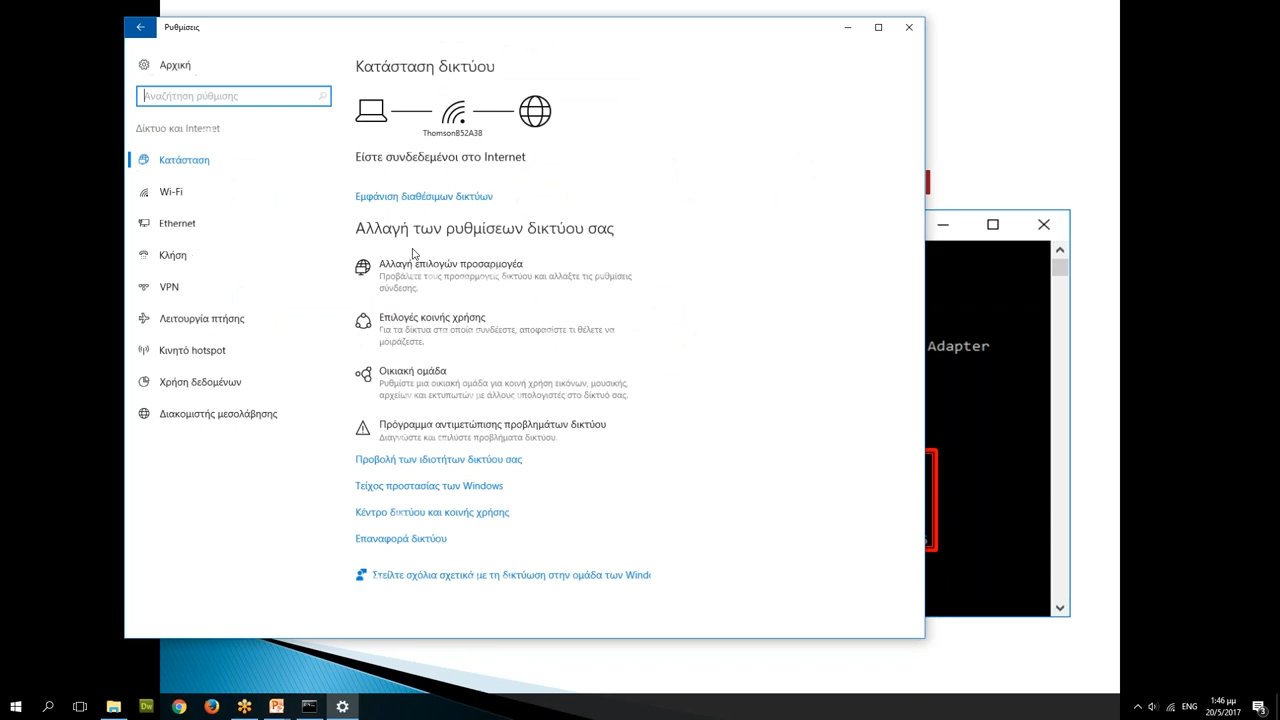 Ρυθμίσεις
Αρχική
Αναζήτηση ρύθμισης
Δίκτυο και Internet
Κατάσταση
Wi-Fi
Ethernet
Κλήση
VPN
Λειτουργία πτήσης
Κινητό hotspot
Χρήση δεδομένων
Διακομιστής μεσολάβησης
Κατάσταση δικτύου
Thomson852A38
Είστε συνδεδεμένοι στο Internet
Εμφάνιση διαθέσιμων δικτύων
Αλλαγή των ρυθμίσεων δικτύου σας
Αλλαγή επιλογών προσαρμογέα
Προβάλετε τους προσαρμογείς δικτύου και αλλάξτε τις ρυθμίσεις
σύνδεσης.
Επιλογές κοινής χρήσης
Για τα δίκτυα στα οποία συνδέεστε, αποφασίστε τι θέλετε να
μοιράζεστε.
Οικιακή ομάδα
Ρυθμίστε μια οικιακή ομάδα για κοινή χρήση εικόνων, μουσικής,
αρχείων και εκτυπωτών με άλλους υπολογιστές στο δίκτυό σας.
Πρόγραμμα αντιμετώπισης προβλημάτων δικτύου
Διαγνώστε και επιλύστε προβλήματα δικτύου.
Προβολή των ιδιοτήτων δικτύου σας
Τείχος προστασίας των Windows
Κέντρο δικτύου και κοινής χρήσης
Επαναφορά δικτύου
Στείλτε σχόλια σχετικά με τη δικτύωση στην ομάδα των Windo
Adapter
Dw
ENG
1:46 μμ
20/5/2017